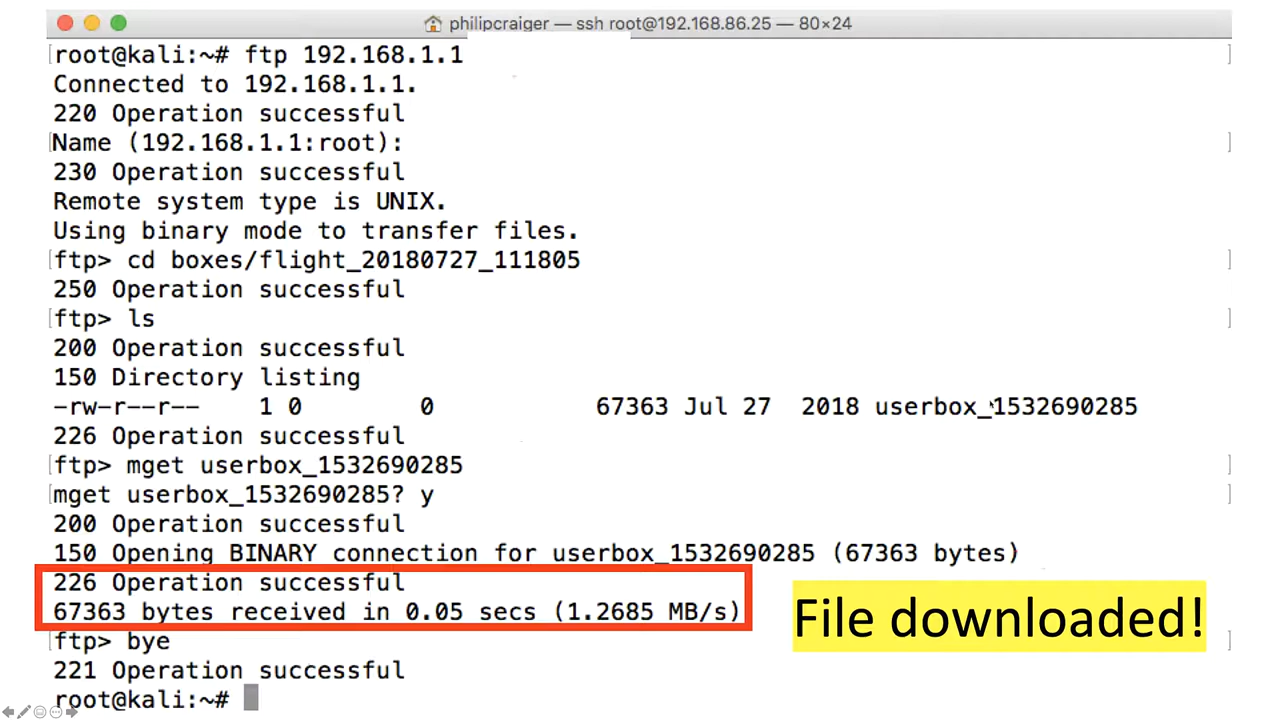 philipcraiger — ssh root@192.168.86.25 — 80×24
[root@kali:~# ftp 192.168.1.1 ]
Connected to 192.168.1.1.
220 Operation successful
[Name (192.168.1.1:root): ]
230 Operation successful
Remote system type is UNIX.
Using binary mode to transfer files.
[ftp> cd boxes/flight_20180727_111805 ]
250 Operation successful
[ftp> ls ]
200 Operation successful
150 Directory listing
-rw-r--r-- 1 0 0 67363 Jul 27 2018 userbox_1532690285
226 Operation successful
[ftp> mget userbox_1532690285 ]
[mget userbox_1532690285? y ]
200 Operation successful
150 Opening BINARY connection for userbox_1532690285 (67363 bytes)
226 Operation successful
67363 bytes received in 0.05 secs (1.2685 MB/s)
File downloaded!
[ftp> bye ]
221 Operation successful
root@kali:~#